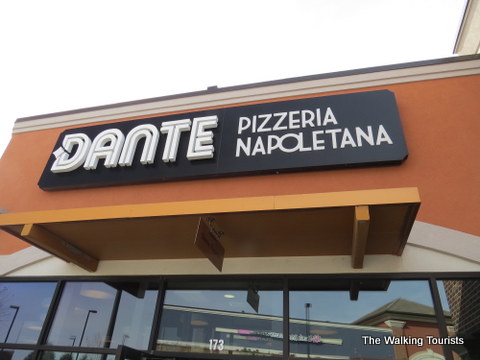 DANTE
PIZZERIA
NAPOLETANA
173
The Walking Tourists